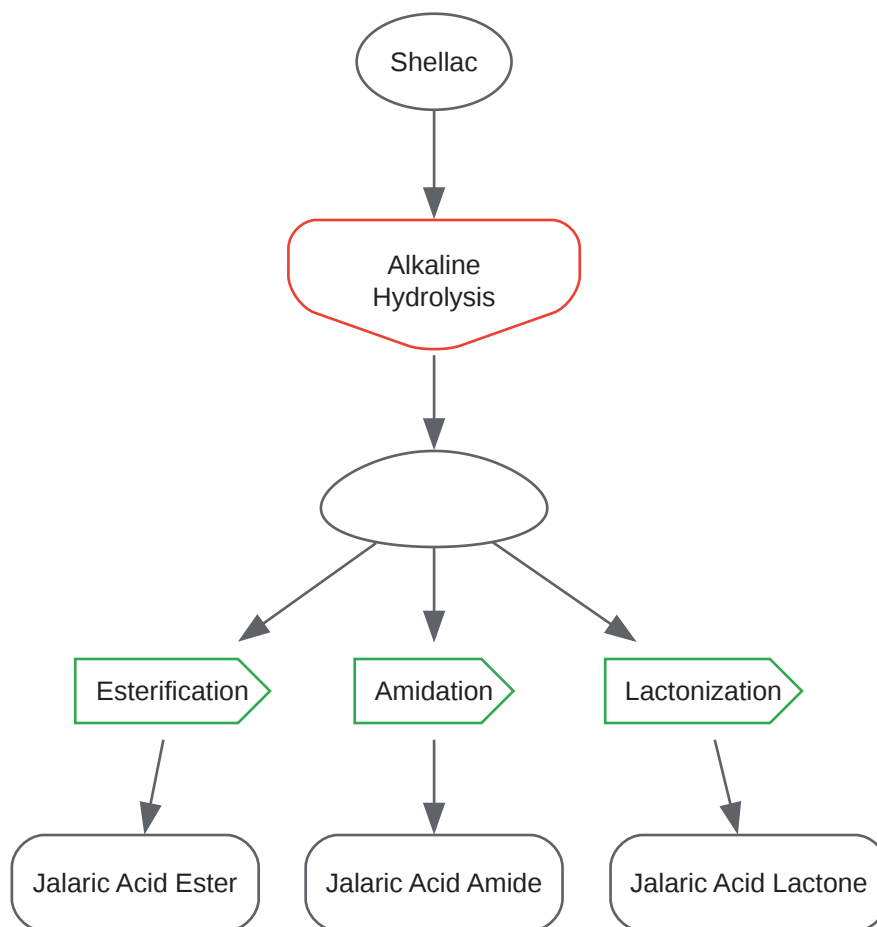 Shellac
Alkaline
Hydrolysis
Esterification
Amidation
Lactonization
Jalaric Acid Ester
Jalaric Acid Amide
Jalaric Acid Lactone